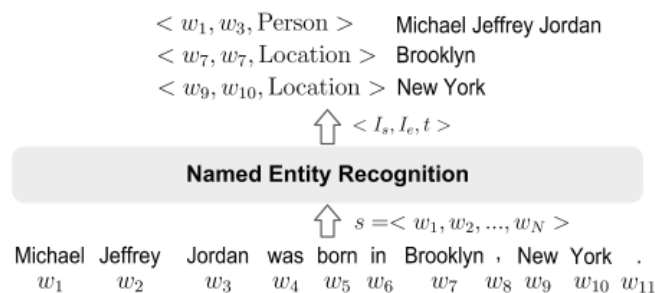 < w1, w3, Person > Michael Jeffrey Jordan
< w7, w7, Location > Brooklyn
< w9, w10, Location > New York
< Is, Ie, t >
Named Entity Recognition
s =< w1, w2, ..., wN >
Michael Jeffrey Jordan was born in Brooklyn , New York .
w1 w2 w3 w4 w5 w6 w7 w8 w9 w10 w11